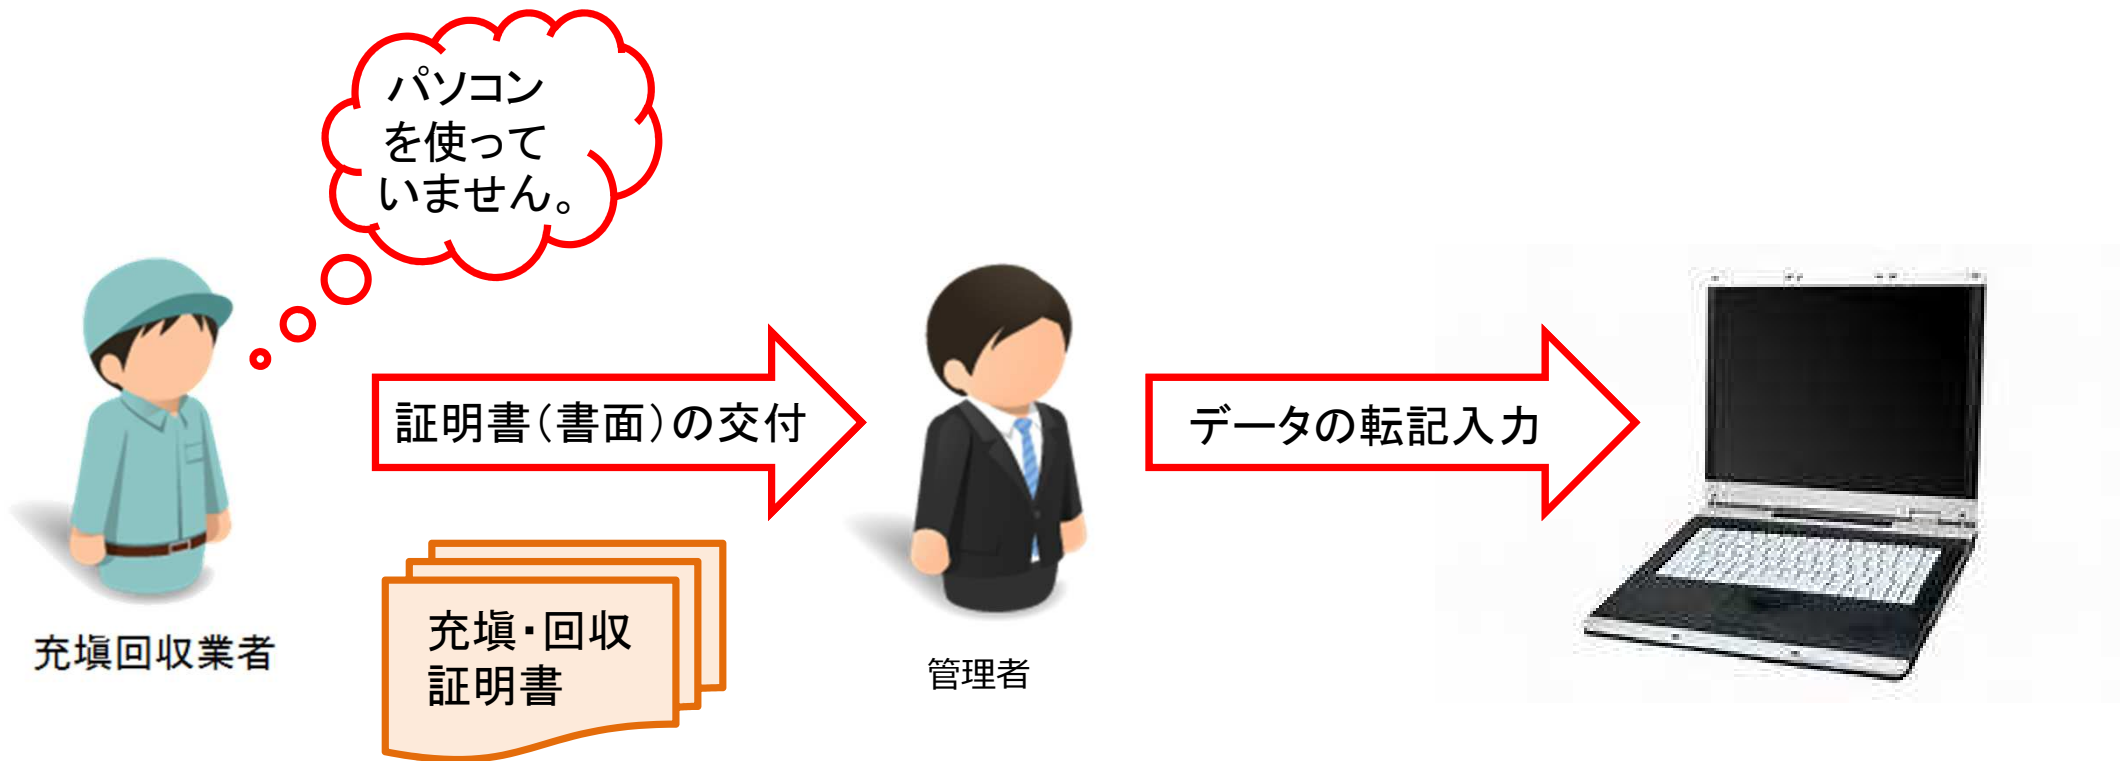 パソコン
を使って
いません。
証明書（書面）の交付
データの転記入力
充塡・回収
証明書
充塡回収業者
管理者